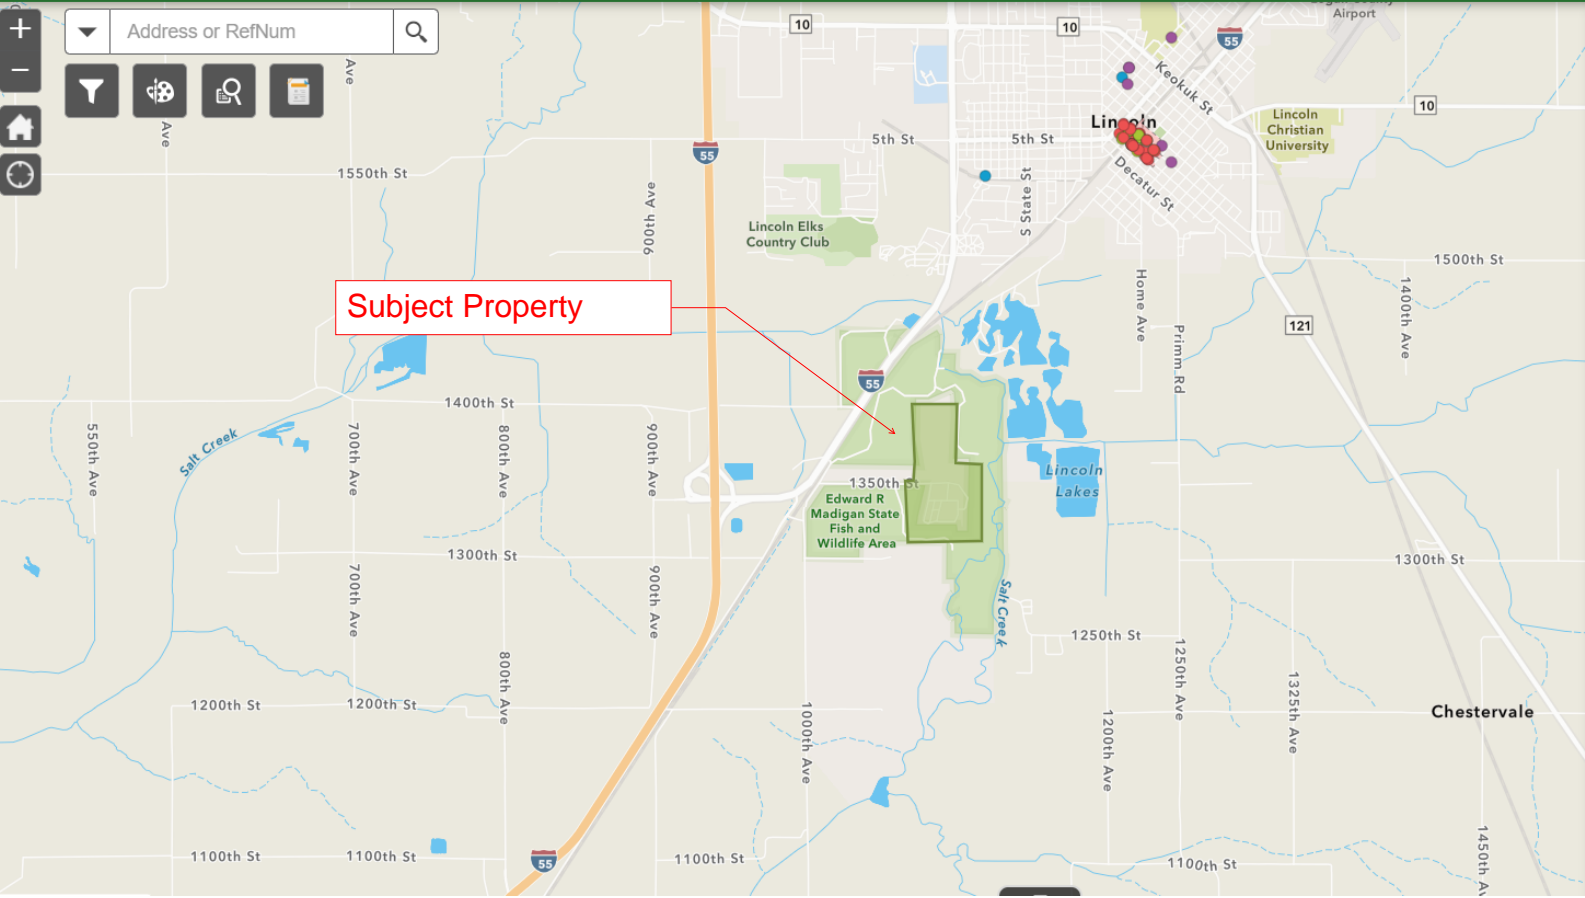 +
Address or RefNum
10
10
Airport
55
−
Ave
Keokuk St
10
Ave
Lincoln
Lincoln
Christian
University
5th St
5th St
55
1550th St
Decatur St
S State St
900th Ave
Lincoln Elks
Country Club
1500th St
Home Ave
1400th Ave
Subject Property
121
Primm Rd
55
1400th St
Salt Creek
550th Ave
700th Ave
800th Ave
900th Ave
Lincoln
Lakes
1350th St
Edward R
Madigan State
Fish and
Wildlife Area
1300th St
1300th St
700th Ave
900th Ave
Salt Creek
1250th St
800th Ave
1250th Ave
1325th Ave
1200th St
1200th St
1000th Ave
1200th Ave
Chestervale
1100th St
1100th St
55
1100th St
1100th St
1450th A